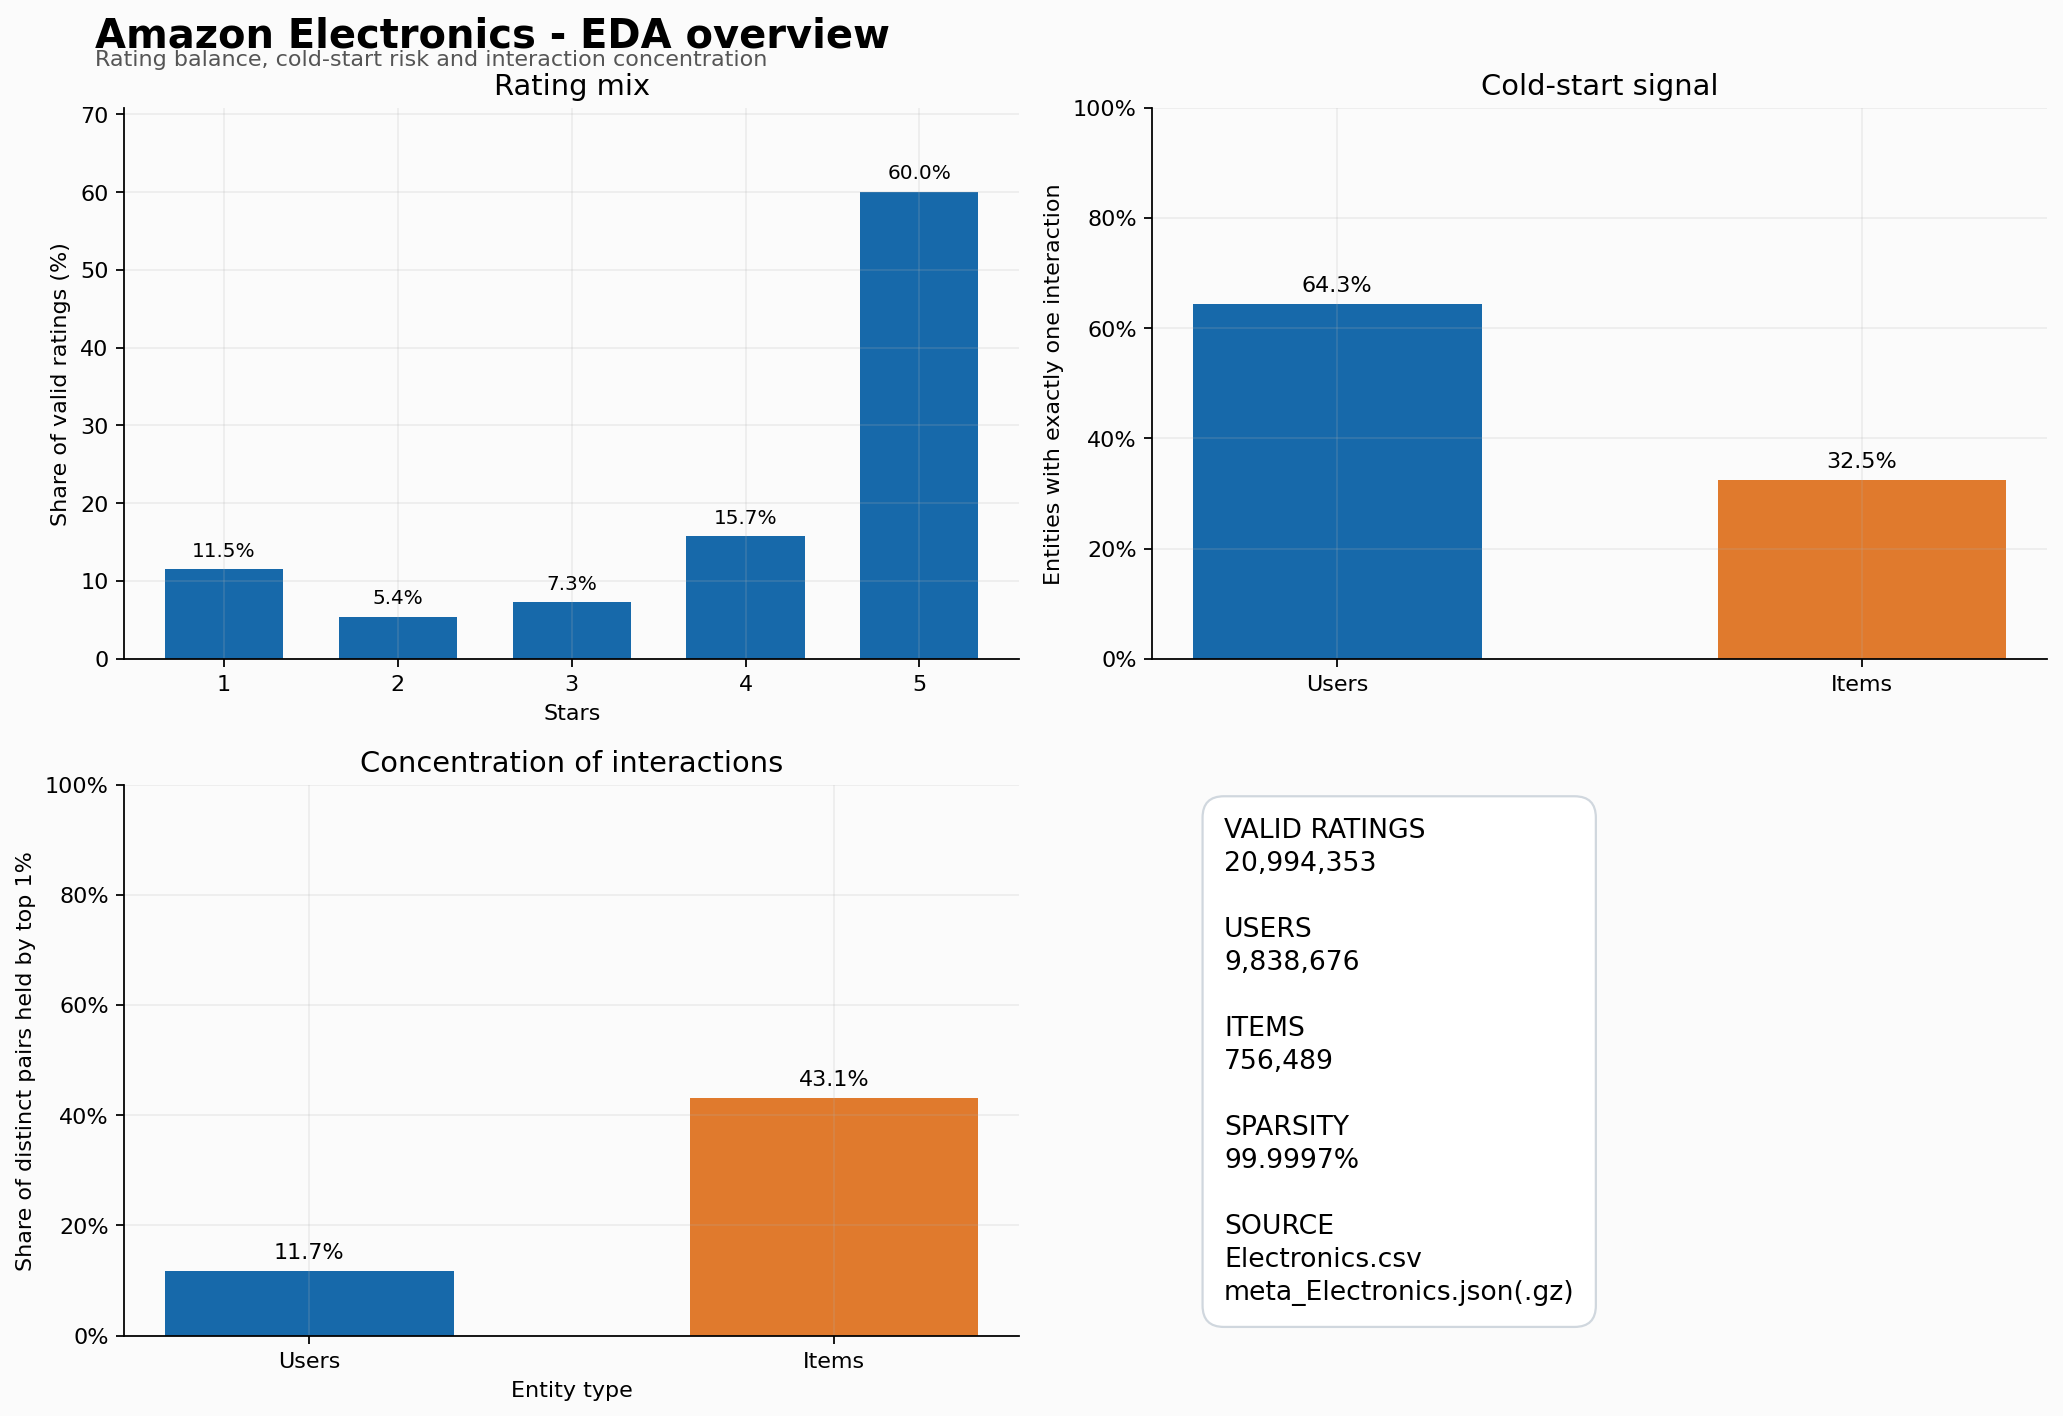 Amazon Electronics - EDA overview
Rating balance, cold-start risk and interaction concentration
Rating mix
Share of valid ratings (%)
70
60
50
40
30
20
10
0
11.5%
5.4%
7.3%
15.7%
60.0%
1
2
3
4
5
Stars
Cold-start signal
Entities with exactly one interaction
100%
80%
60%
40%
20%
0%
64.3%
32.5%
Users
Items
Concentration of interactions
Share of distinct pairs held by top 1%
100%
80%
60%
40%
20%
0%
11.7%
43.1%
Users
Items
Entity type
VALID RATINGS
20,994,353
USERS
9,838,676
ITEMS
756,489
SPARSITY
99.9997%
SOURCE
Electronics.csv
meta_Electronics.json(.gz)